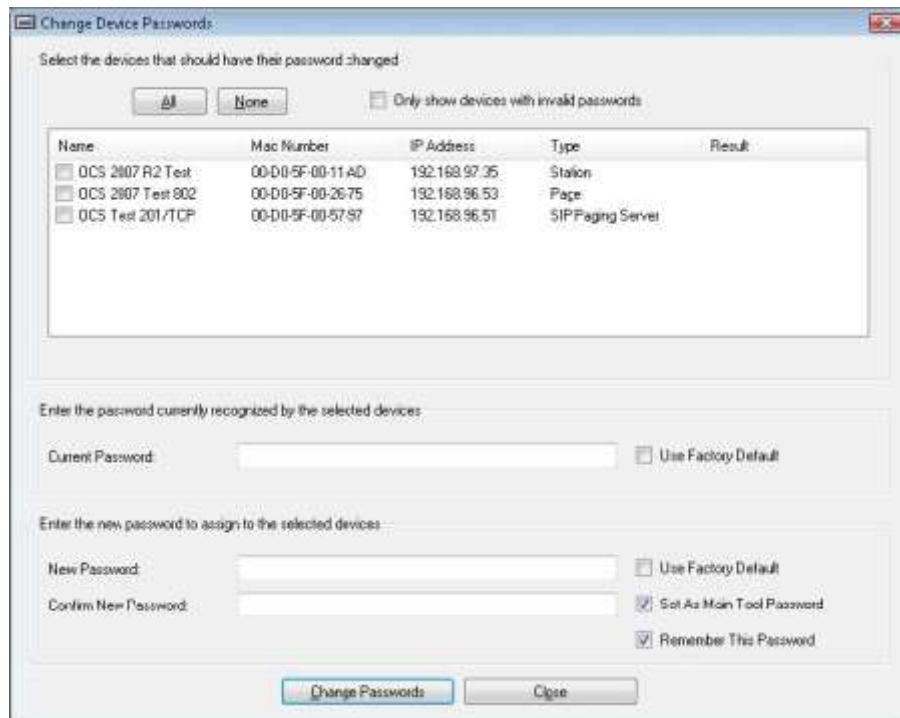 Change Device Passwords
Select the devices that should have their password changed
All None Only show devices with invalid passwords
Name Mac Number IP Address Type Result
OCS 2007 R2 Test 00-D0-5F-00-11-AD 192.168.97.35 Station
OCS 2007 Test 802 00-D0-5F-00-26-75 192.168.96.53 Page
OCS Test 201/TCP 00-D0-5F-00-57-97 192.168.96.51 SIP Paging Server
Enter the password currently recognized by the selected devices
Current Password: Use Factory Default
Enter the new password to assign to the selected devices
New Password: Use Factory Default
Confirm New Password: Set As Main Tool Password
Remember This Password
Change Passwords Close